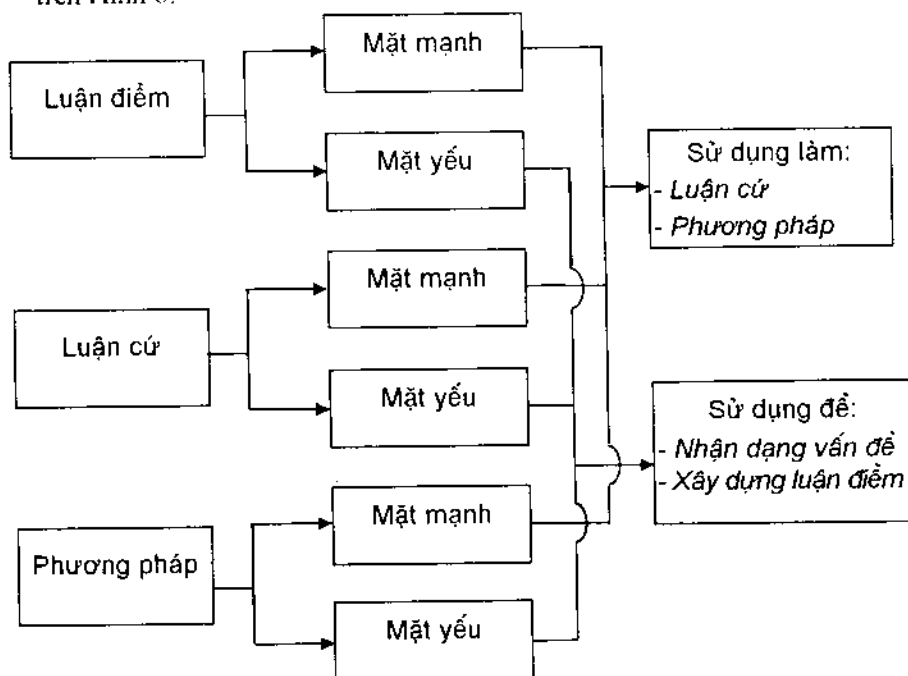 trên Hình 6.
Luận điểm
Mặt mạnh
Mặt yếu
Luận cứ
Mặt mạnh
Mặt yếu
Phương pháp
Mặt mạnh
Mặt yếu
Sử dụng làm:
- Luận cứ
- Phương pháp
Sử dụng để:
- Nhận dạng vấn đề
- Xây dựng luận điểm